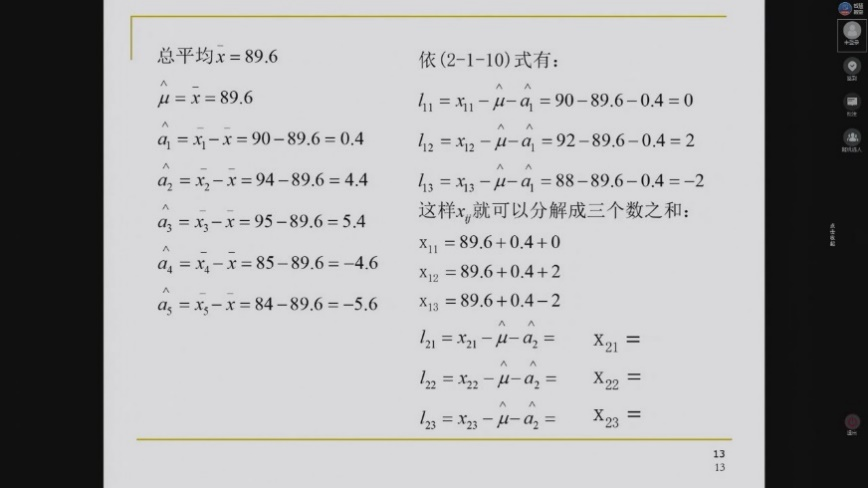 总平均x̄ = 89.6
μ̂ = x̄ = 89.6
â₁ = x̄₁ − x̄ = 90 − 89.6 = 0.4
â₂ = x̄₂ − x̄ = 94 − 89.6 = 4.4
â₃ = x̄₃ − x̄ = 95 − 89.6 = 5.4
â₄ = x̄₄ − x̄ = 85 − 89.6 = −4.6
â₅ = x̄₅ − x̄ = 84 − 89.6 = −5.6
依(2-1-10)式有：
l₁₁ = x₁₁ − μ̂ − â₁ = 90 − 89.6 − 0.4 = 0
l₁₂ = x₁₂ − μ̂ − â₁ = 92 − 89.6 − 0.4 = 2
l₁₃ = x₁₃ − μ̂ − â₁ = 88 − 89.6 − 0.4 = −2
这样xᵢⱼ就可以分解成三个数之和：
x₁₁ = 89.6 + 0.4 + 0
x₁₂ = 89.6 + 0.4 + 2
x₁₃ = 89.6 + 0.4 − 2
l₂₁ = x₂₁ − μ̂ − â₂ = x₂₁ =
l₂₂ = x₂₂ − μ̂ − â₂ = x₂₂ =
l₂₃ = x₂₃ − μ̂ − â₂ = x₂₃ =
13
13